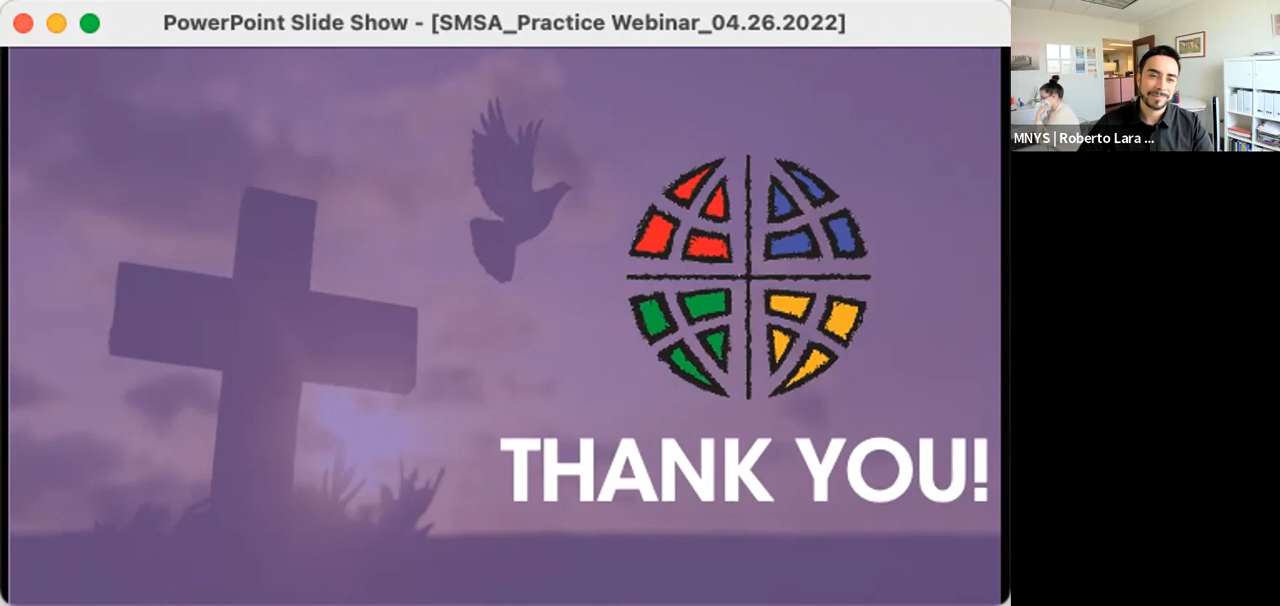 PowerPoint Slide Show - [SMSA_Practice Webinar_04.26.2022]
MNYS | Roberto Lara ...
THANK YOU!